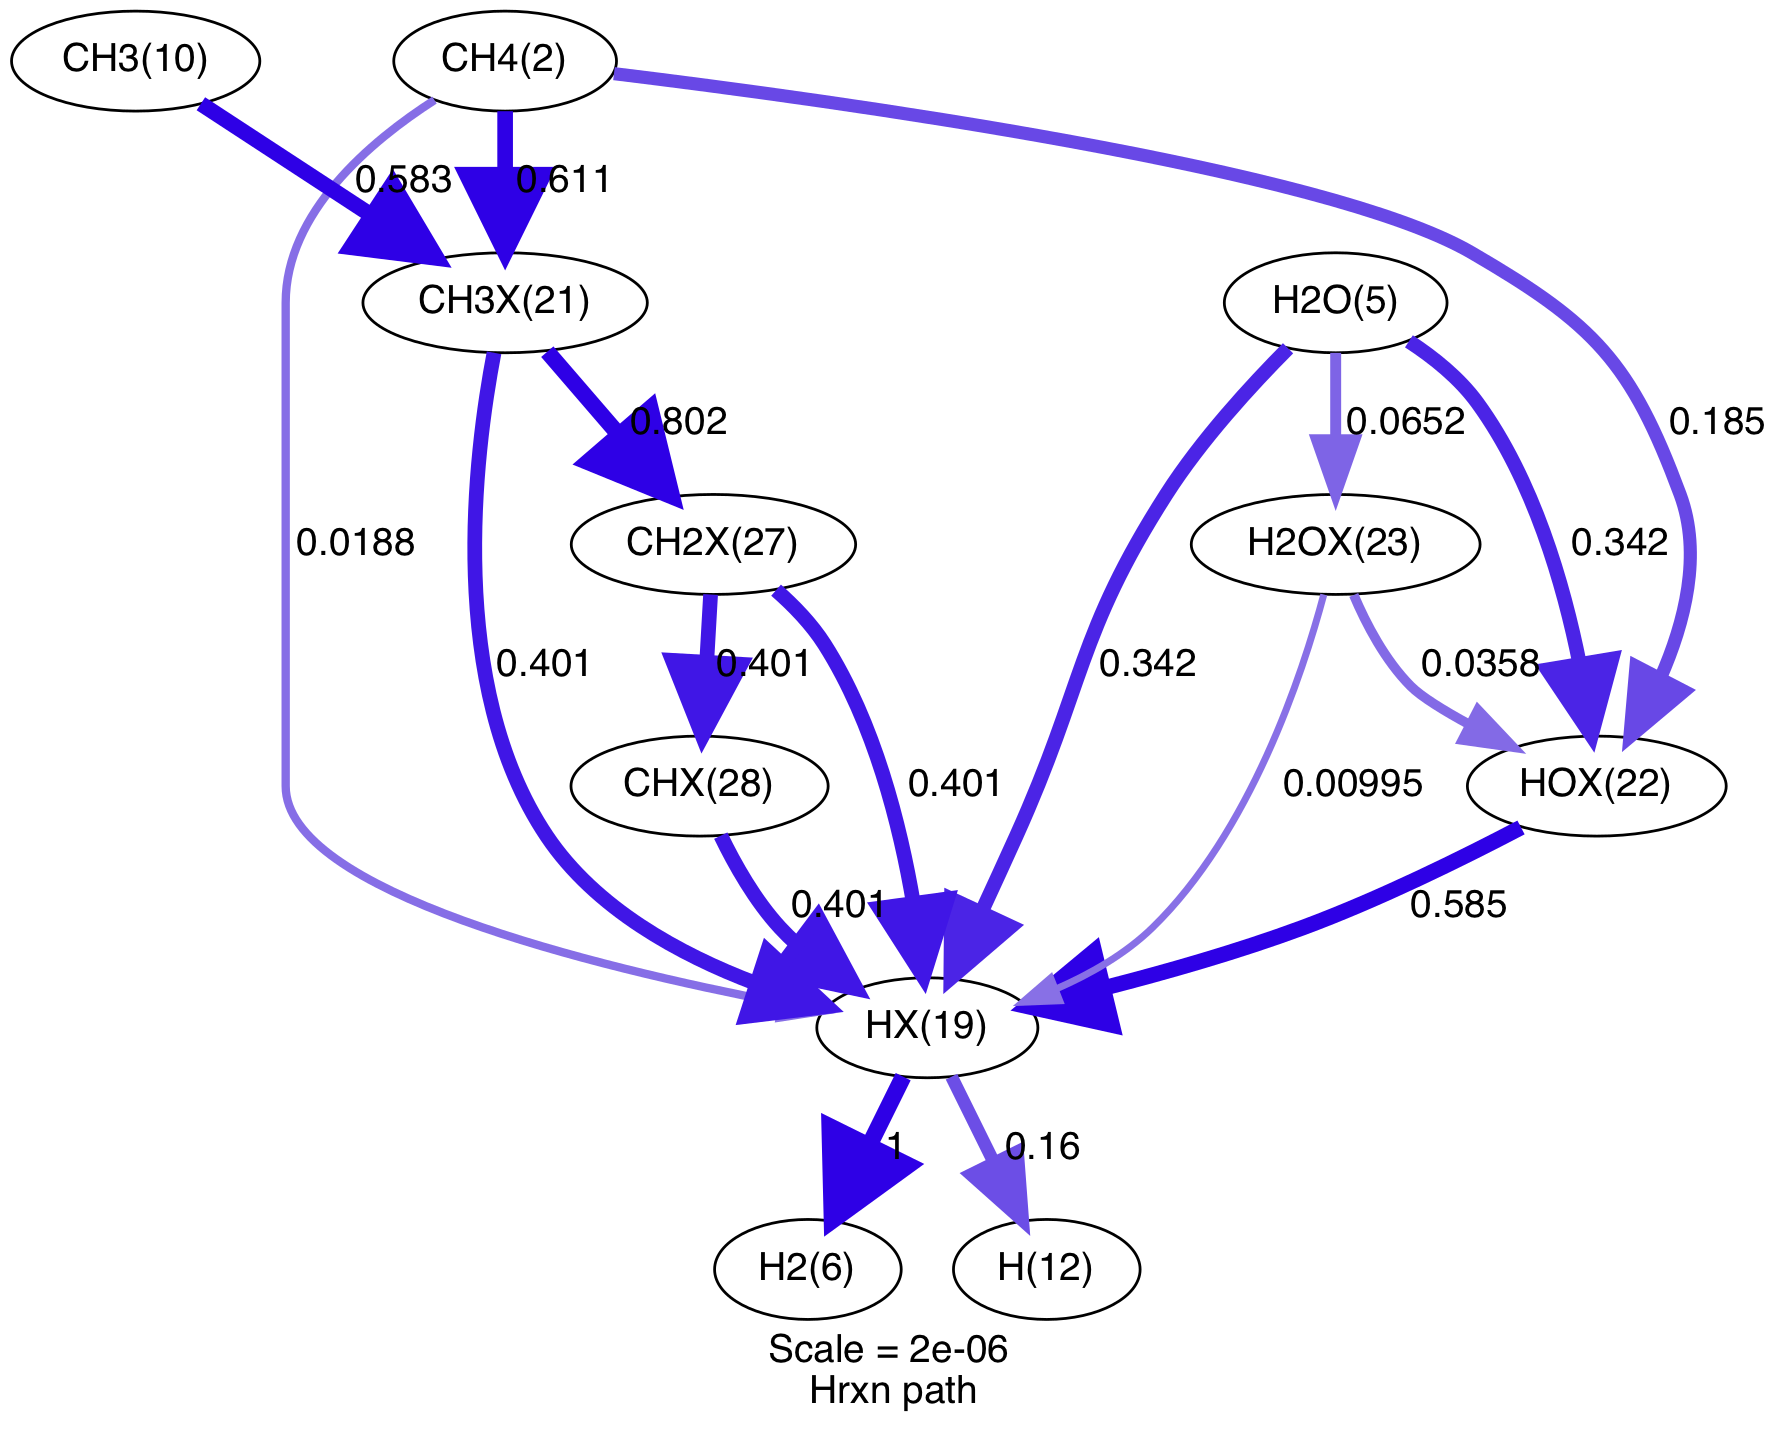 CH3(10)
CH4(2)
0.583
0.611
CH3X(21)
H2O(5)
0.802
0.0652
0.185
0.0188
CH2X(27)
H2OX(23)
0.342
0.401
0.401
0.342
0.0358
CHX(28)
0.401
0.00995
HOX(22)
0.401
0.585
HX(19)
1
0.16
H2(6)
H(12)
Scale = 2e-06
Hrxn path